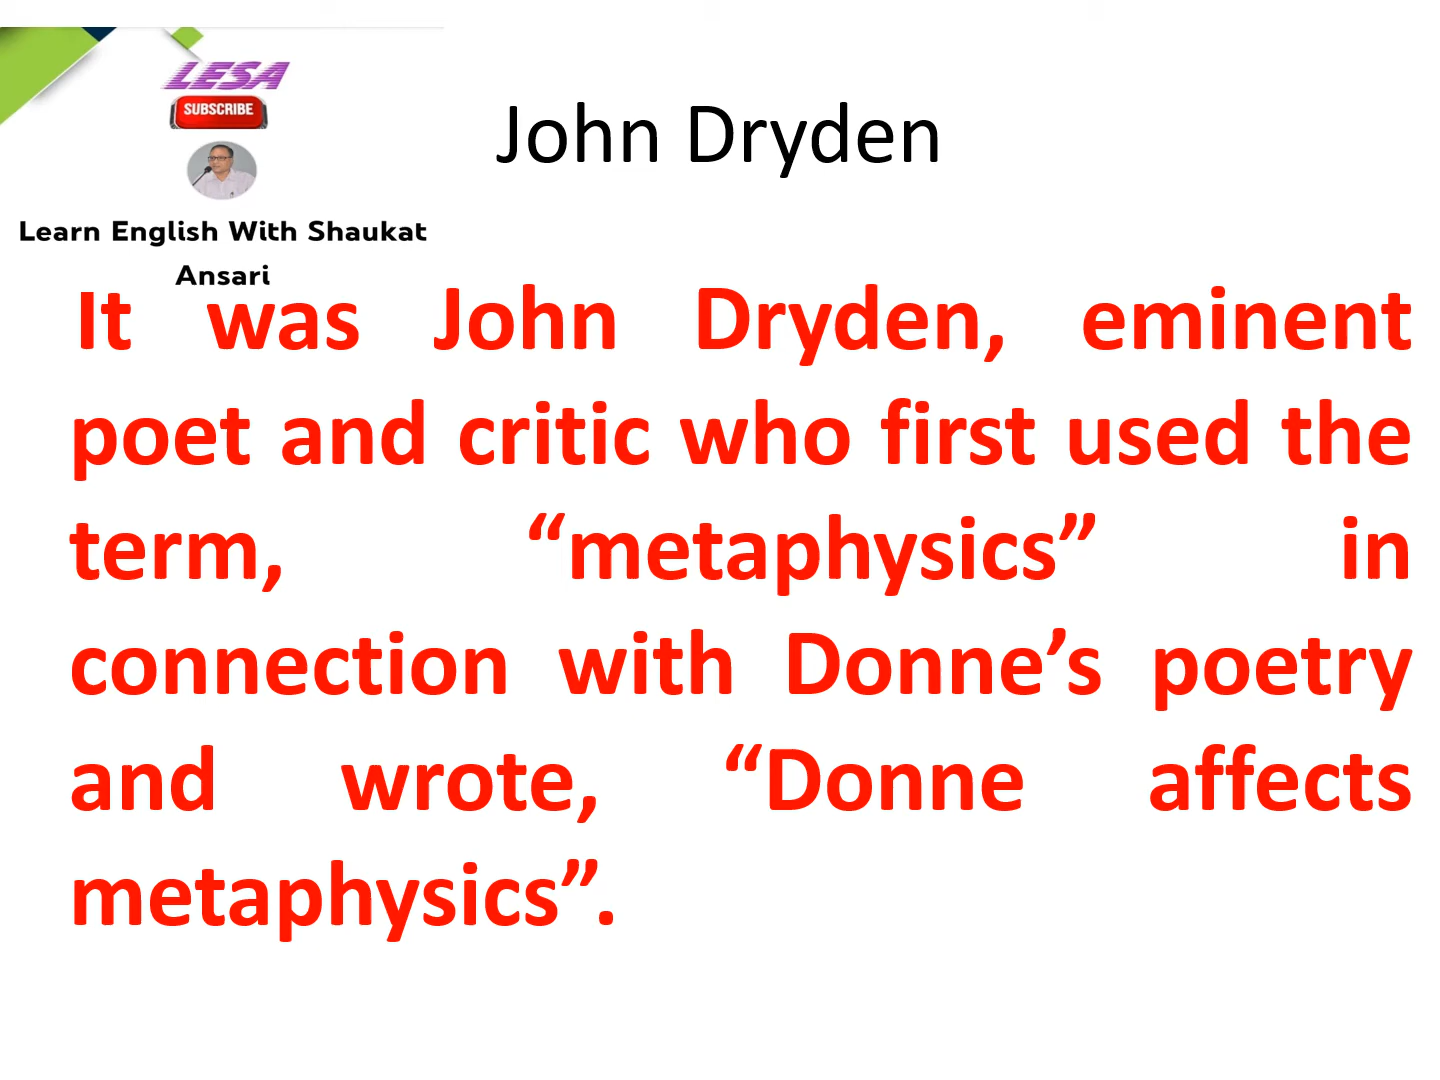 LESA
SUBSCRIBE
John Dryden
Learn English With Shaukat
Ansari
It was John Dryden, eminent
poet and critic who first used the
term, “metaphysics” in
connection with Donne’s poetry
and wrote, “Donne affects
metaphysics”.